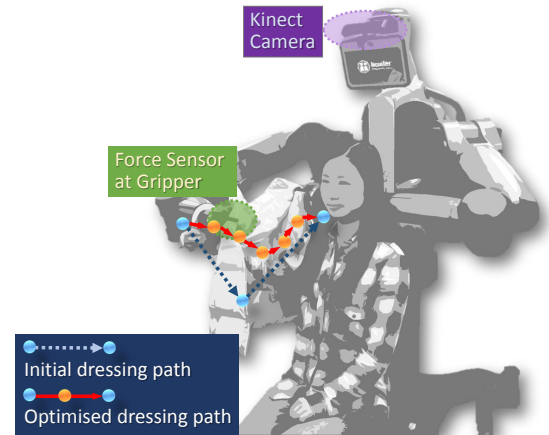 Kinect
Camera
Force Sensor
at Gripper
Initial dressing path
Optimised dressing path